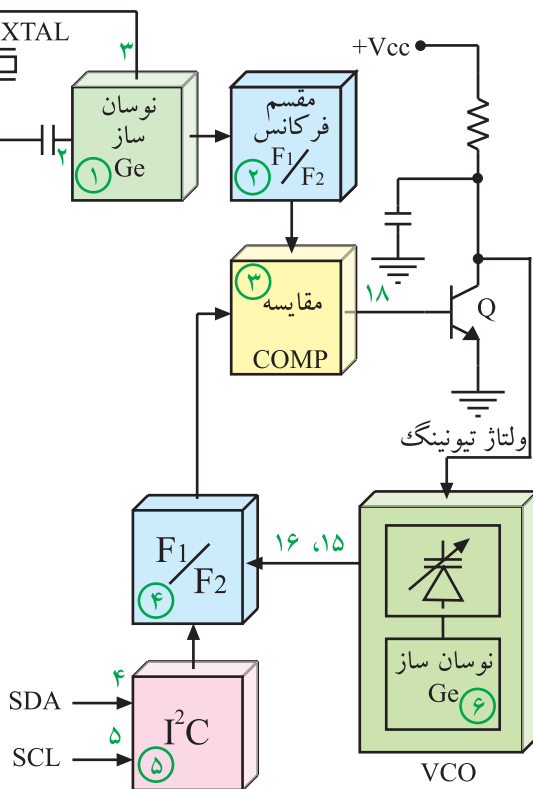 XTAL
۳
+Vcc
نوسان
ساز
Ge
۱
۲
مقسم
فرکانس
F1/F2
۲
۳
مقایسه
COMP
۱۸
Q
ولتاژ تیونینگ
F1/F2
۴
۱۵، ۱۶
نوسان ساز
Ge
۶
VCO
SDA
۴
SCL
۵
I²C
۵